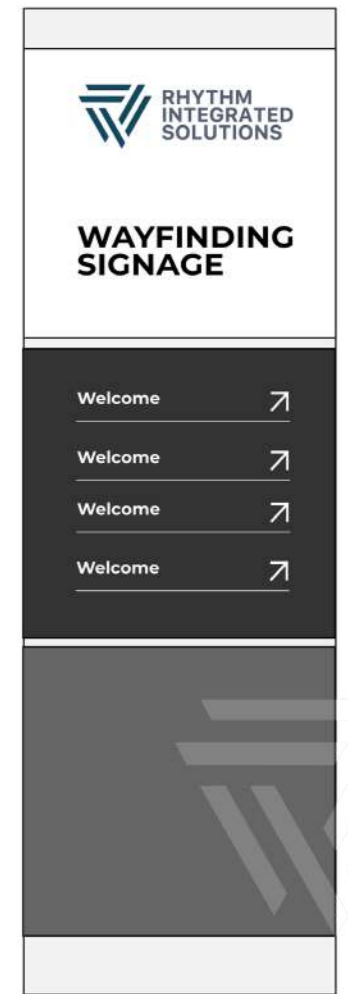 RHYTHM
INTEGRATED
SOLUTIONS
WAYFINDING
SIGNAGE
Welcome
Welcome
Welcome
Welcome